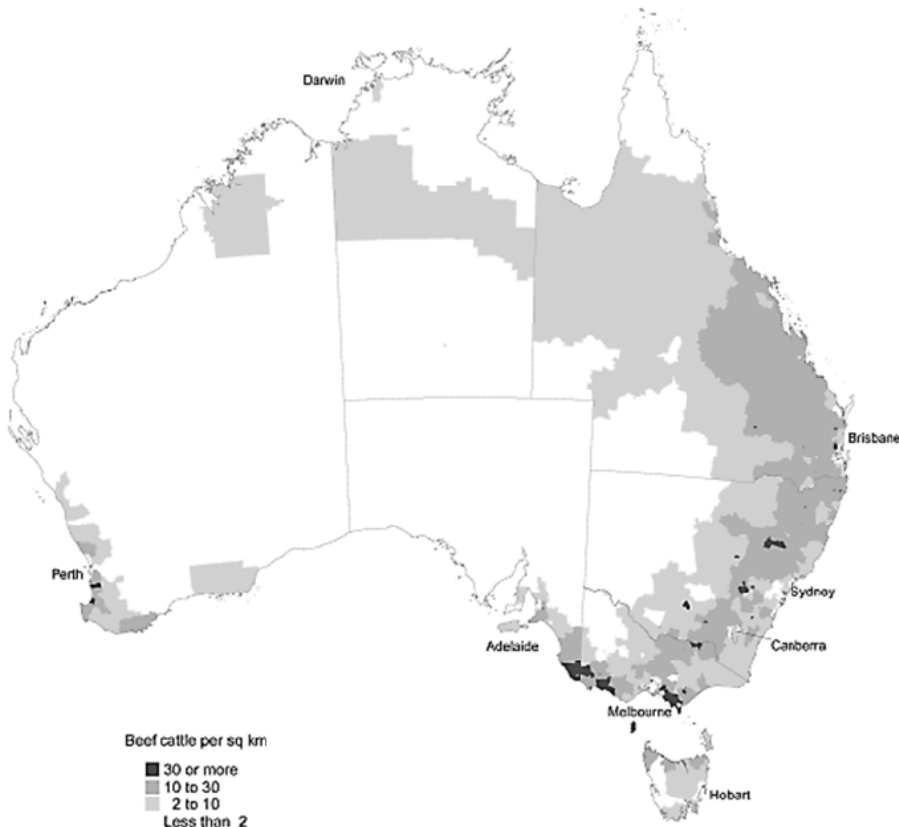 Darwin
Brisbane
Perth
Sydney
Adelaide
Canberra
Melbourne
Beef cattle per sq km
30 or more
10 to 30
2 to 10
Less than 2
Hobart